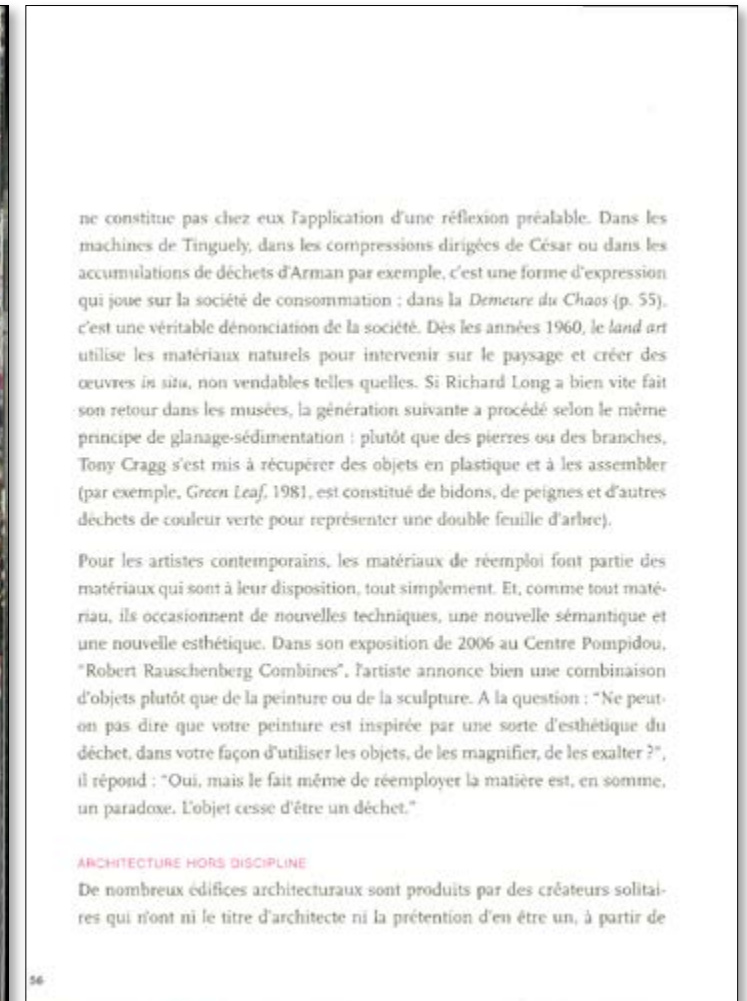 ne constitue pas chez eux l'application d'une réflexion préalable. Dans les
machines de Tinguely, dans les compressions dirigées de César ou dans les
accumulations de déchets d'Arman par exemple, c'est une forme d'expression
qui joue sur la société de consommation ; dans la Demeure du Chaos (p. 55),
c'est une véritable dénonciation de la société. Dès les années 1960, le land art
utilise les matériaux naturels pour intervenir sur le paysage et créer des
œuvres in situ, non vendables telles quelles. Si Richard Long a bien vite fait
son retour dans les musées, la génération suivante a procédé selon le même
principe de glanage-sédimentation : plutôt que des pierres ou des branches,
Tony Cragg s'est mis à récupérer des objets en plastique et à les assembler
(par exemple, Green Leaf, 1981, est constitué de bidons, de peignes et d'autres
déchets de couleur verte pour représenter une double feuille d'arbre).
Pour les artistes contemporains, les matériaux de réemploi font partie des
matériaux qui sont à leur disposition, tout simplement. Et, comme tout maté-
riau, ils occasionnent de nouvelles techniques, une nouvelle sémantique et
une nouvelle esthétique. Dans son exposition de 2006 au Centre Pompidou,
"Robert Rauschenberg Combines", l'artiste annonce bien une combinaison
d'objets plutôt que de la peinture ou de la sculpture. A la question : "Ne peut-
on pas dire que votre peinture est inspirée par une sorte d'esthétique du
déchet, dans votre façon d'utiliser les objets, de les magnifier, de les exalter ?",
il répond : "Oui, mais le fait même de réemployer la matière est, en somme,
un paradoxe. L'objet cesse d'être un déchet."
ARCHITECTURE HORS DISCIPLINE
De nombreux édifices architecturaux sont produits par des créateurs solitai-
res qui n'ont ni le titre d'architecte ni la prétention d'en être un, à partir de
56